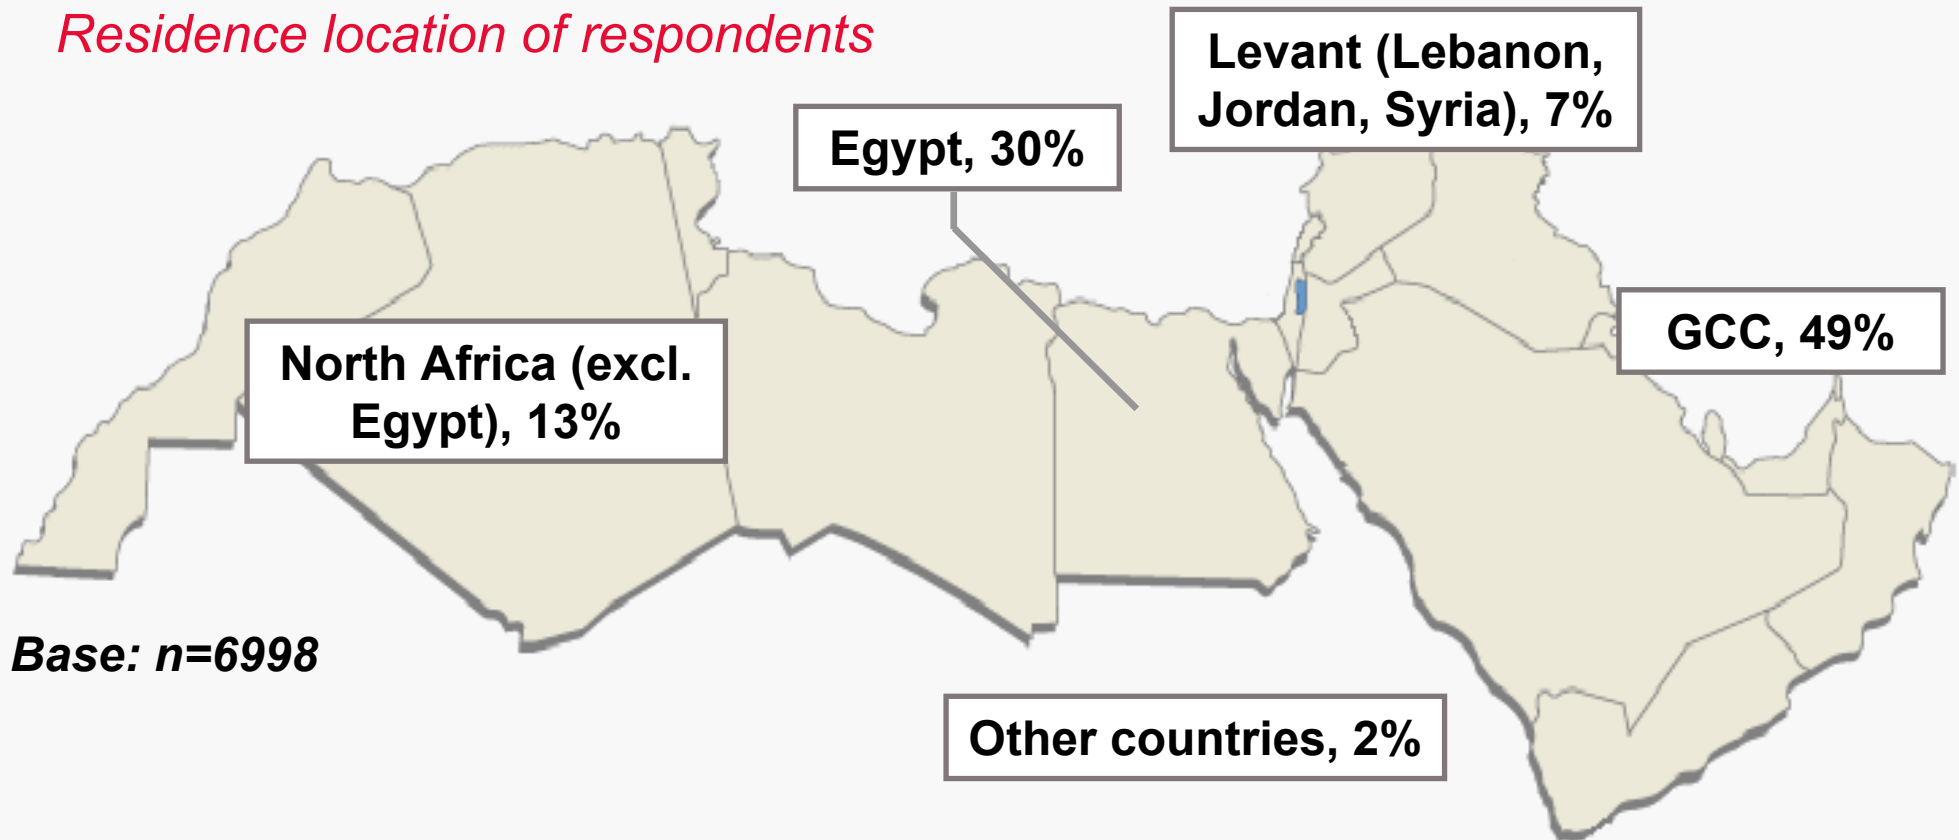 Residence location of respondents
Levant (Lebanon,
Jordan, Syria), 7%
Egypt, 30%
GCC, 49%
North Africa (excl.
Egypt), 13%
Base: n=6998
Other countries, 2%